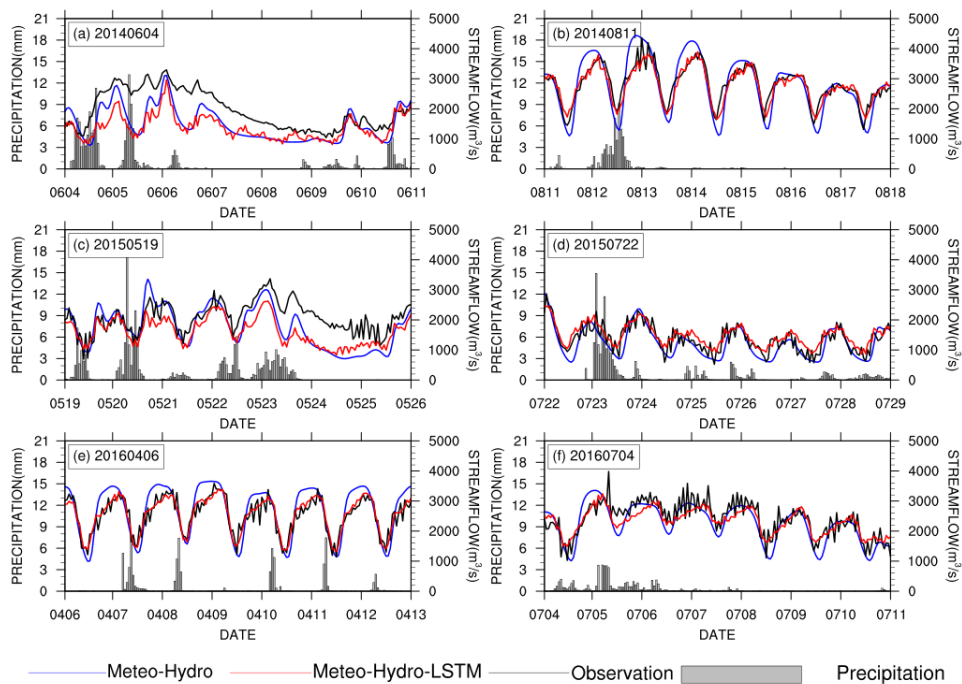 (a) 20140604
PRECIPITATION(mm)
21
18
15
12
9
6
3
0
5000
4000
3000
2000
1000
0
STREAMFLOW(m³/s)
0604 0605 0606 0607 0608 0609 0610 0611
DATE
(b) 20140811
PRECIPITATION(mm)
21
18
15
12
9
6
3
0
5000
4000
3000
2000
1000
0
STREAMFLOW(m³/s)
0811 0812 0813 0814 0815 0816 0817 0818
DATE
(c) 20150519
PRECIPITATION(mm)
21
18
15
12
9
6
3
0
5000
4000
3000
2000
1000
0
STREAMFLOW(m³/s)
0519 0520 0521 0522 0523 0524 0525 0526
DATE
(d) 20150722
PRECIPITATION(mm)
21
18
15
12
9
6
3
0
5000
4000
3000
2000
1000
0
STREAMFLOW(m³/s)
0722 0723 0724 0725 0726 0727 0728 0729
DATE
(e) 20160406
PRECIPITATION(mm)
21
18
15
12
9
6
3
0
5000
4000
3000
2000
1000
0
STREAMFLOW(m³/s)
0406 0407 0408 0409 0410 0411 0412 0413
DATE
(f) 20160704
PRECIPITATION(mm)
21
18
15
12
9
6
3
0
5000
4000
3000
2000
1000
0
STREAMFLOW(m³/s)
0704 0705 0706 0707 0708 0709 0710 0711
DATE
Meteo-Hydro Meteo-Hydro-LSTM Observation Precipitation